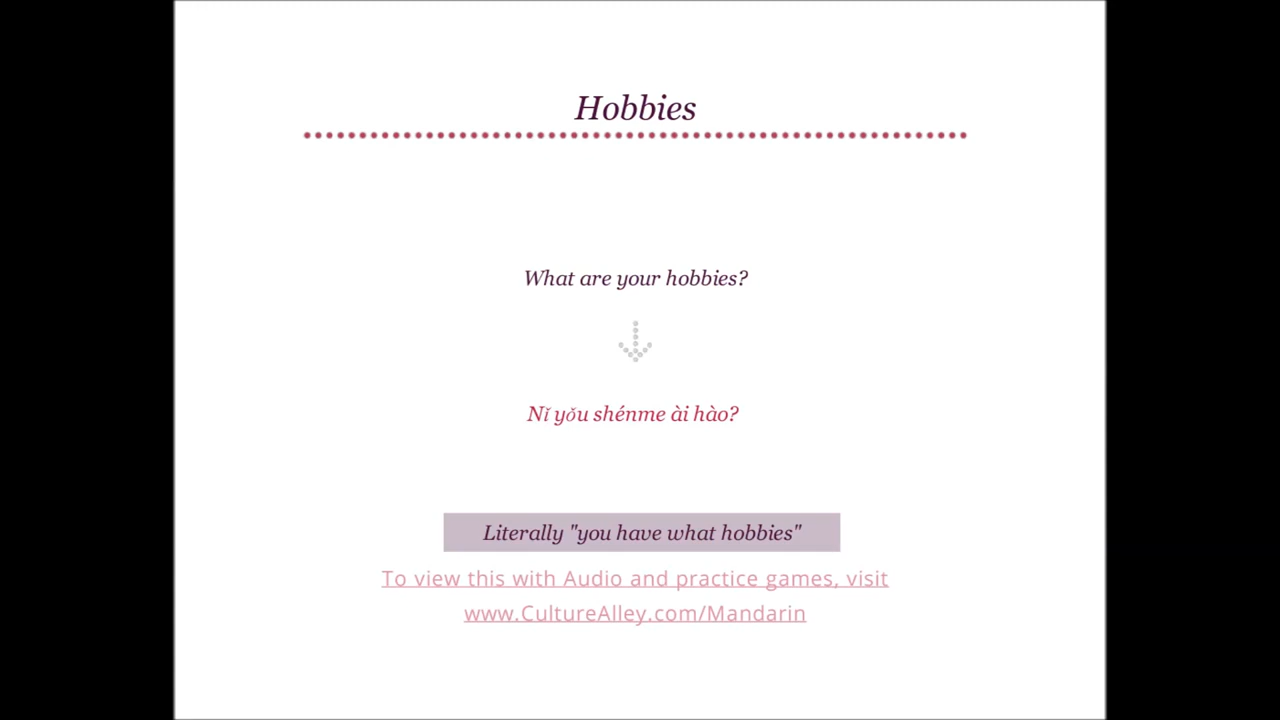 Hobbies
What are your hobbies?
Nǐ yǒu shénme ài hào?
Literally "you have what hobbies"
To view this with Audio and practice games, visit
www.CultureAlley.com/Mandarin